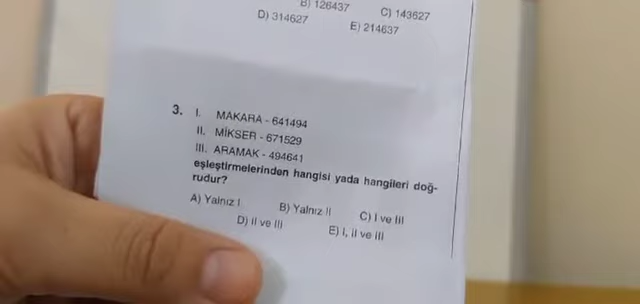 B) 126437
C) 143627
D) 314627
E) 214637
3. I. MAKARA - 641494
II. MİKSER - 671529
III. ARAMAK - 494641
eşleştirmelerinden hangisi yada hangileri doğ-
rudur?
A) Yalnız I
B) Yalnız II
C) I ve III
D) II ve III
E) I, II ve III